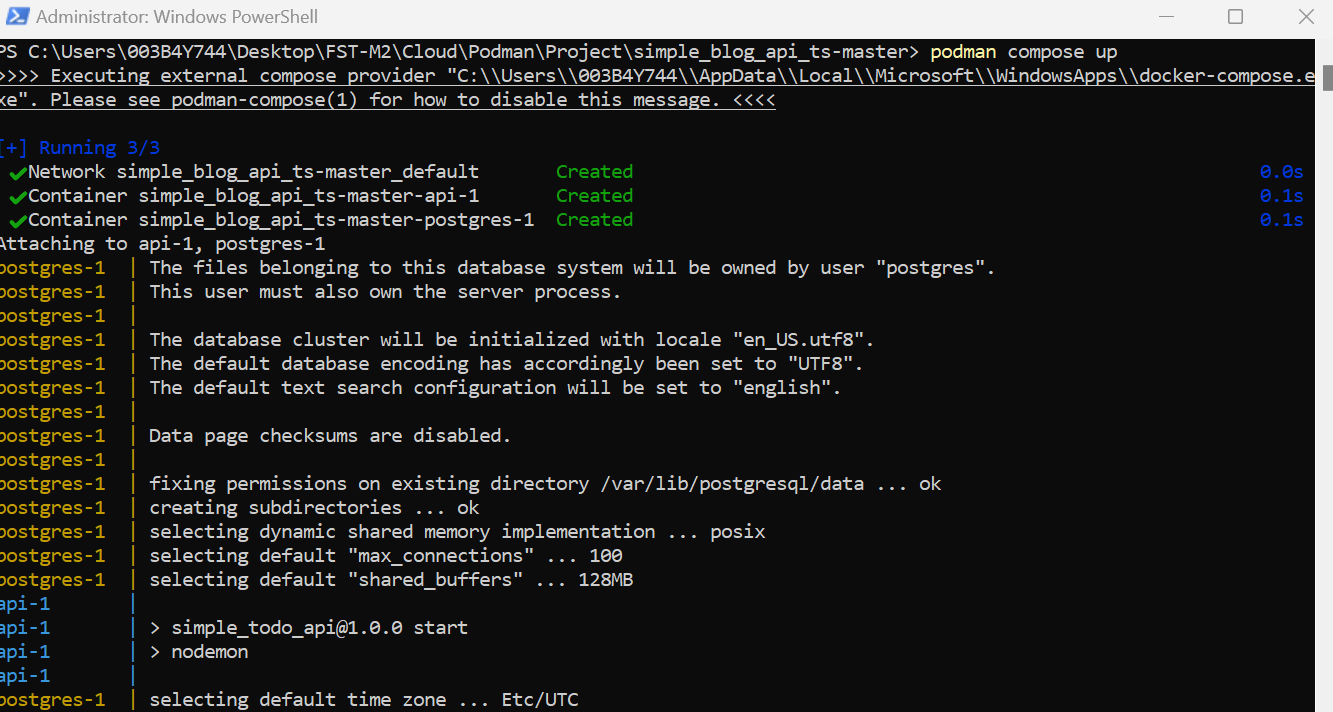 Administrator: Windows PowerShell
PS C:\Users\003B4Y744\Desktop\FST-M2\Cloud\Podman\Project\simple_blog_api_ts-master> podman compose up
>>>> Executing external compose provider "C:\\Users\\003B4Y744\\AppData\\Local\\Microsoft\\WindowsApps\\docker-compose.e
xe". Please see podman-compose(1) for how to disable this message. <<<<
[+] Running 3/3
✔Network simple_blog_api_ts-master_default Created 0.0s
✔Container simple_blog_api_ts-master-api-1 Created 0.1s
✔Container simple_blog_api_ts-master-postgres-1 Created 0.1s
Attaching to api-1, postgres-1
postgres-1 | The files belonging to this database system will be owned by user "postgres".
postgres-1 | This user must also own the server process.
postgres-1 |
postgres-1 | The database cluster will be initialized with locale "en_US.utf8".
postgres-1 | The default database encoding has accordingly been set to "UTF8".
postgres-1 | The default text search configuration will be set to "english".
postgres-1 |
postgres-1 | Data page checksums are disabled.
postgres-1 |
postgres-1 | fixing permissions on existing directory /var/lib/postgresql/data ... ok
postgres-1 | creating subdirectories ... ok
postgres-1 | selecting dynamic shared memory implementation ... posix
postgres-1 | selecting default "max_connections" ... 100
postgres-1 | selecting default "shared_buffers" ... 128MB
api-1 |
api-1 | > simple_todo_api@1.0.0 start
api-1 | > nodemon
api-1 |
postgres-1 | selecting default time zone ... Etc/UTC